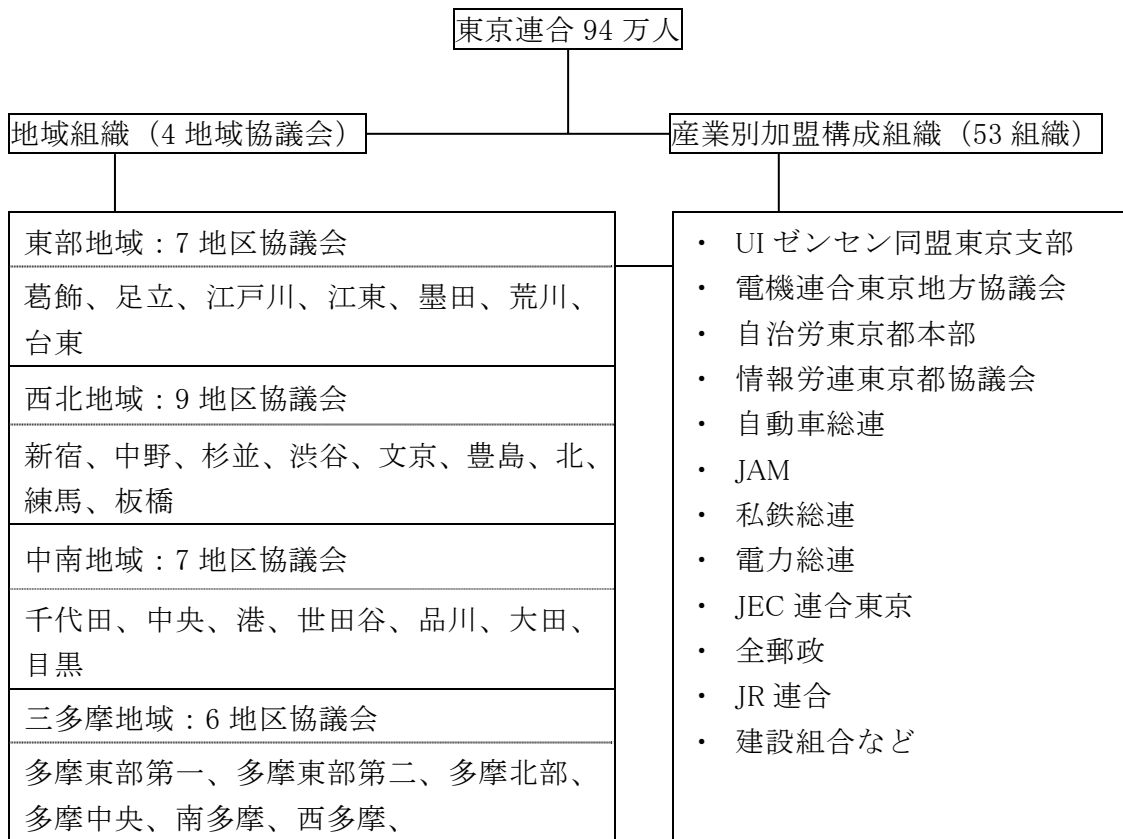 東京連合 94 万人
地域組織（4 地域協議会）
産業別加盟構成組織（53 組織）
東部地域：7 地区協議会
葛飾、足立、江戸川、江東、墨田、荒川、
台東
西北地域：9 地区協議会
新宿、中野、杉並、渋谷、文京、豊島、北、
練馬、板橋
中南地域：7 地区協議会
千代田、中央、港、世田谷、品川、大田、
目黒
三多摩地域：6 地区協議会
多摩東部第一、多摩東部第二、多摩北部、
多摩中央、南多摩、西多摩、
・ UI ゼンセン同盟東京支部
・ 電機連合東京地方協議会
・ 自治労東京都本部
・ 情報労連東京都協議会
・ 自動車総連
・ JAM
・ 私鉄総連
・ 電力総連
・ JEC 連合東京
・ 全郵政
・ JR 連合
・ 建設組合など